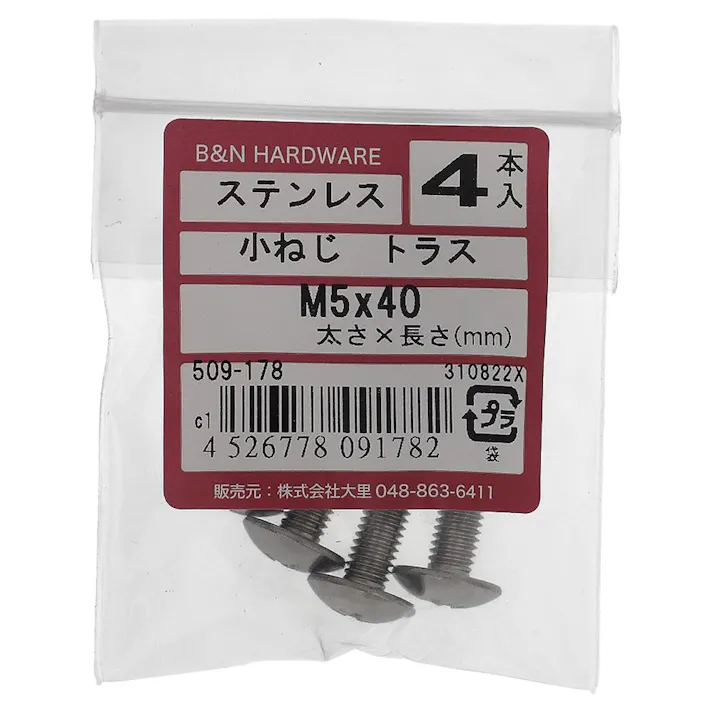 B&N HARDWARE
ステンレス
4本入
小ねじ トラス
M5x40
太さ×長さ(mm)
509-178 310822X
c1
4 526778 091782
プラ
袋
販売元:株式会社大里 048-863-6411